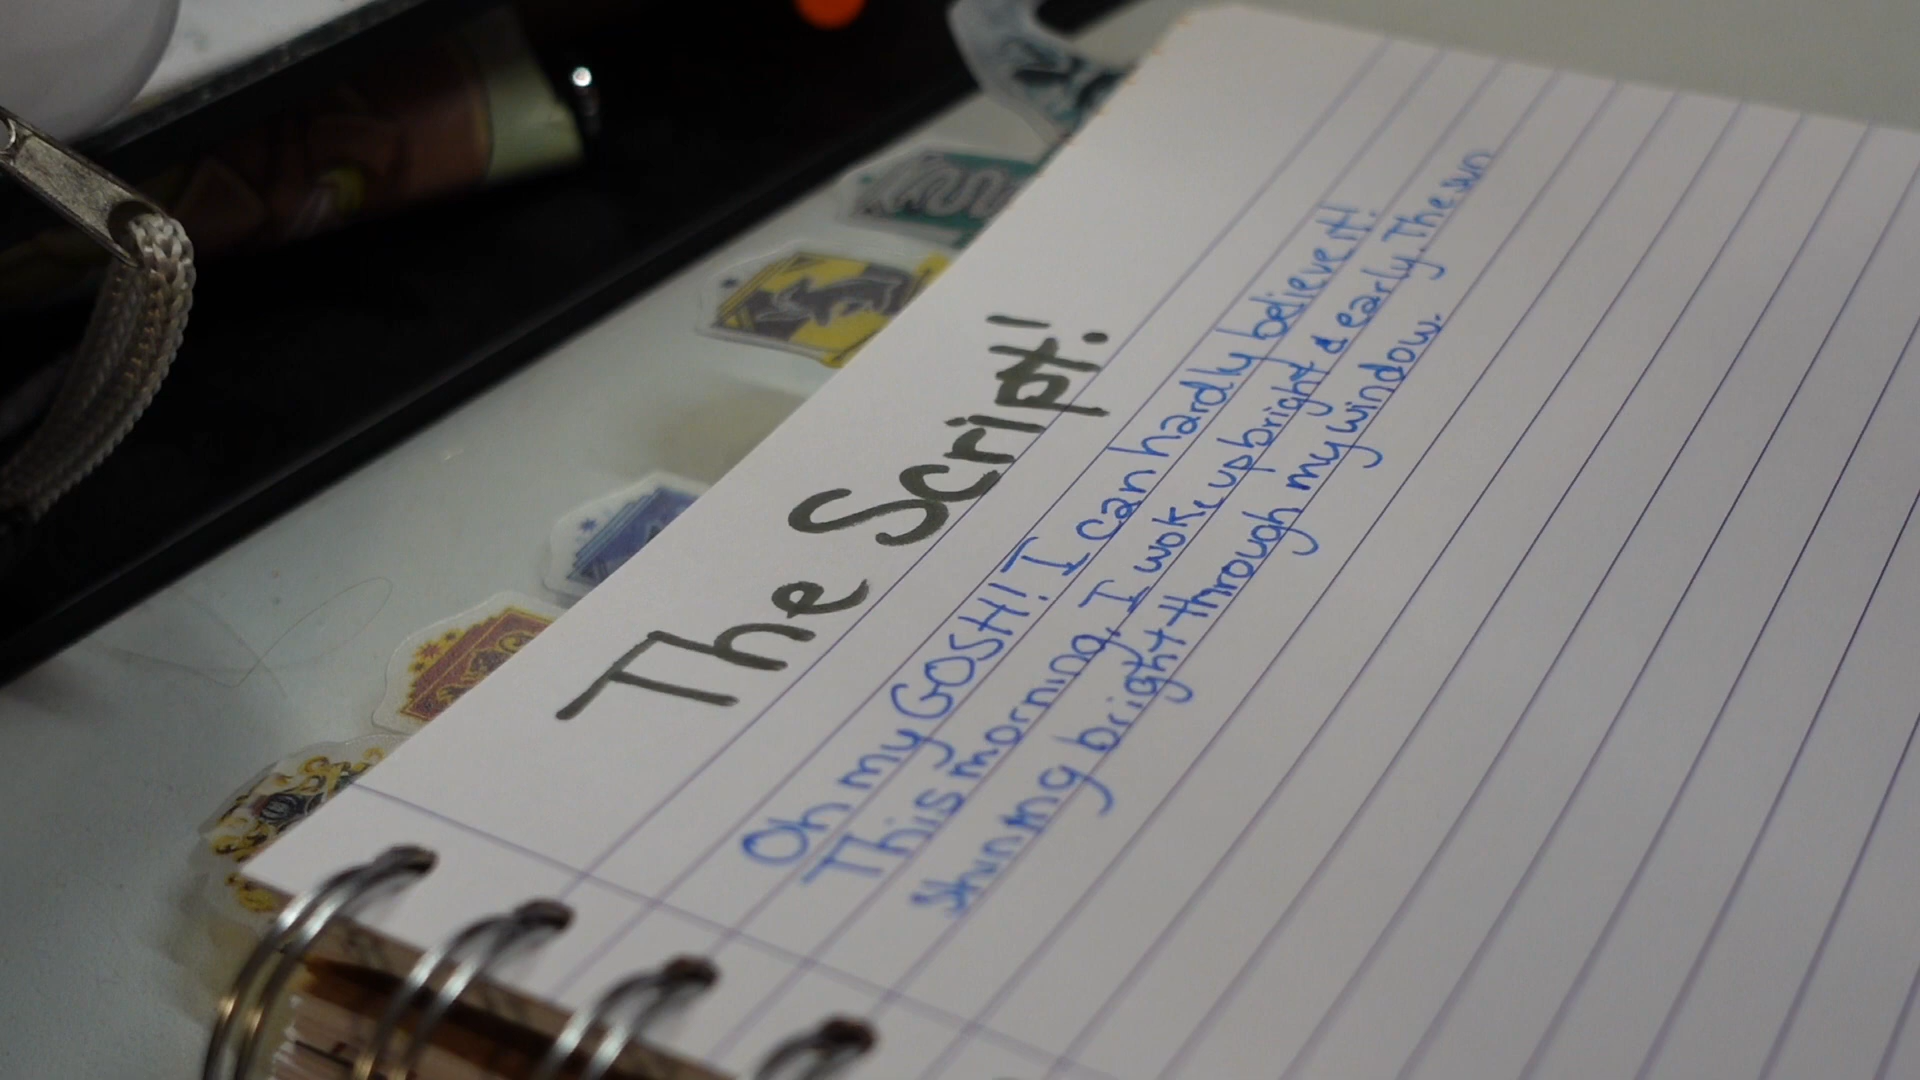 The Script!
Oh my GOSH! I can hardly believe it!
This morning, I woke up bright & early. The sun
shining bright through my window.